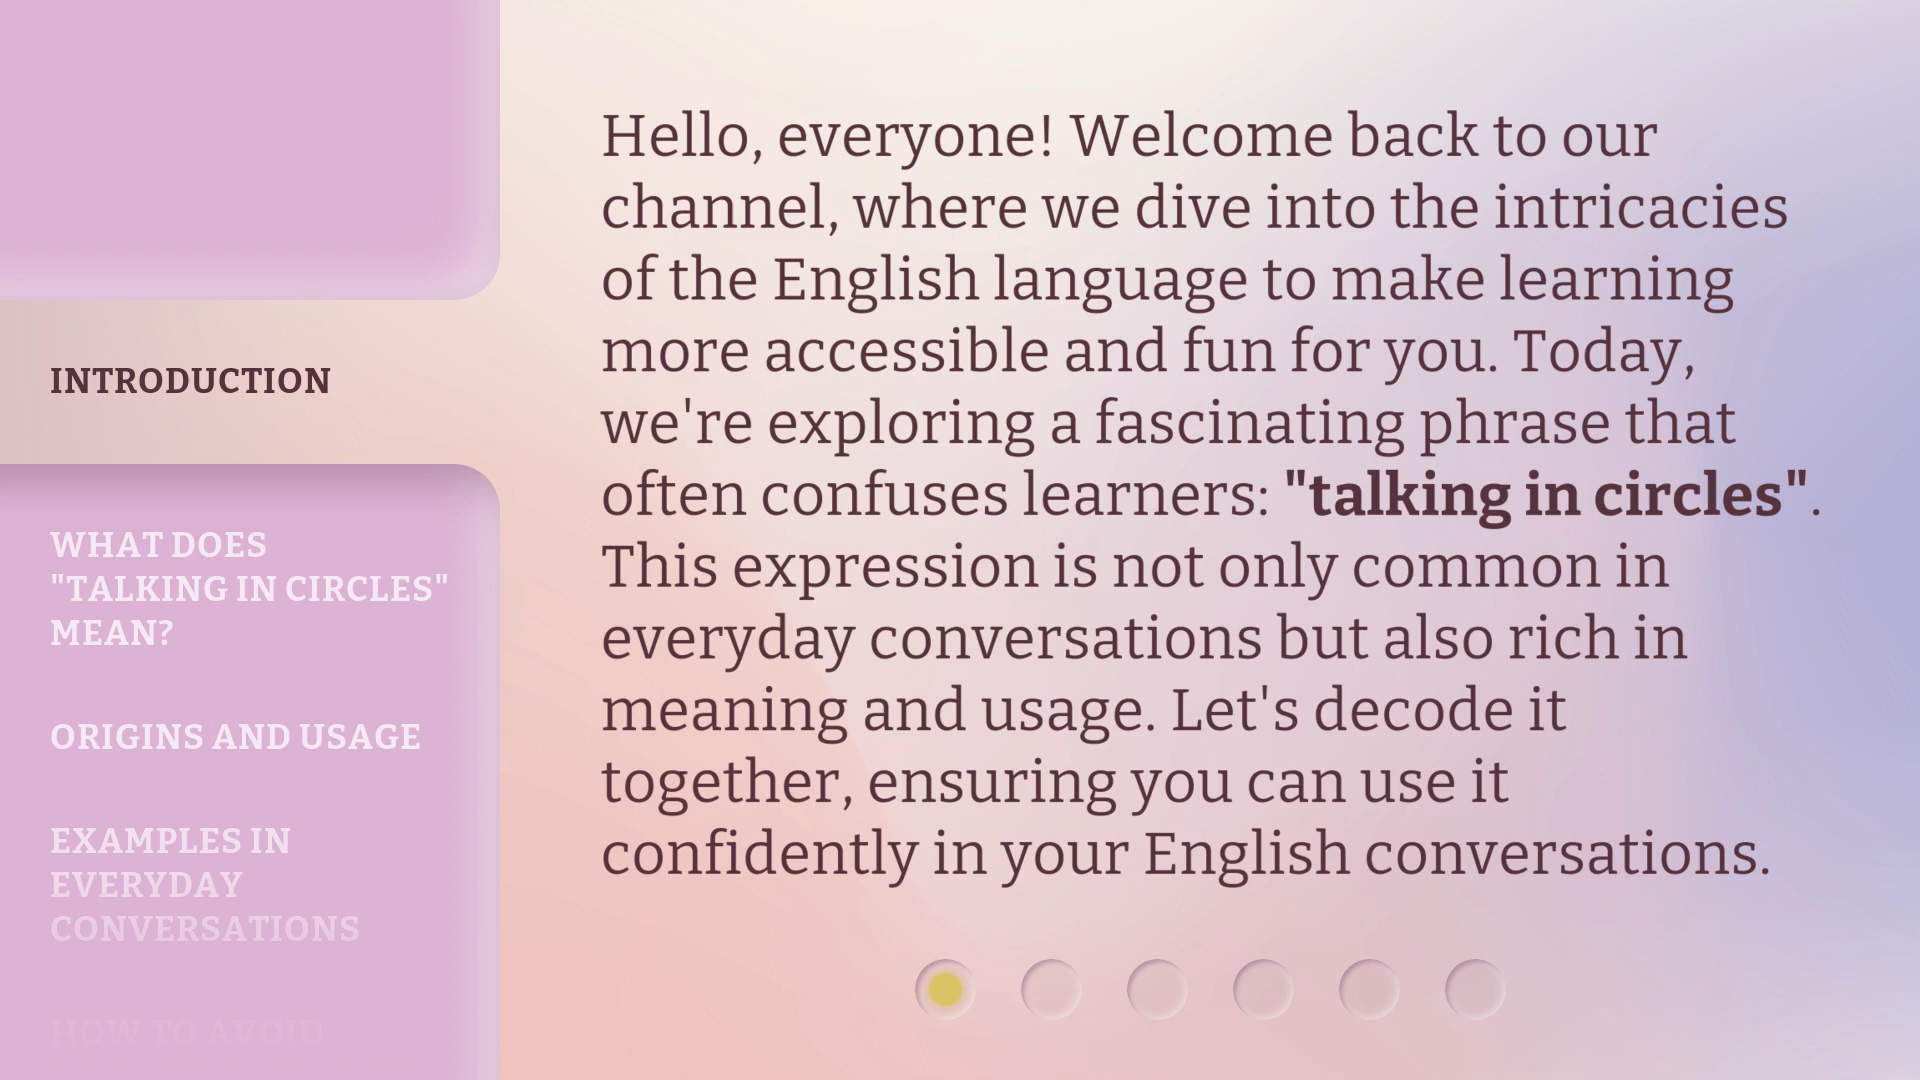 INTRODUCTION
WHAT DOES
"TALKING IN CIRCLES"
MEAN?
ORIGINS AND USAGE
EXAMPLES IN
EVERYDAY
CONVERSATIONS
HOW TO AVOID
Hello, everyone! Welcome back to our
channel, where we dive into the intricacies
of the English language to make learning
more accessible and fun for you. Today,
we're exploring a fascinating phrase that
often confuses learners: "talking in circles".
This expression is not only common in
everyday conversations but also rich in
meaning and usage. Let's decode it
together, ensuring you can use it
confidently in your English conversations.